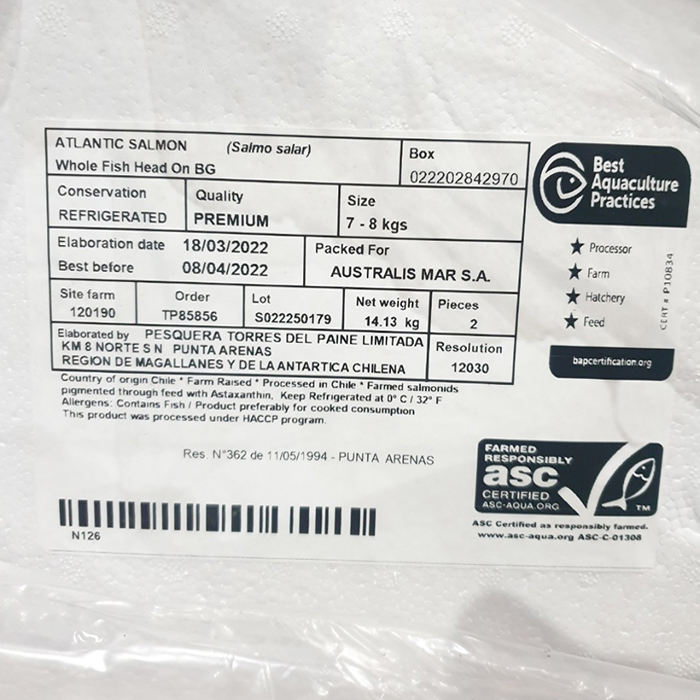 ATLANTIC SALMON (Salmo salar)
Whole Fish Head On BG
Box
022202842970
Conservation
REFRIGERATED
Quality
PREMIUM
Size
7 - 8 kgs
Elaboration date 18/03/2022
Best before 08/04/2022
Packed For
AUSTRALIS MAR S.A.
Site farm
120190
Order
TP85856
Lot
S022250179
Net weight
14.13 kg
Pieces
2
Elaborated by PESQUERA TORRES DEL PAINE LIMITADA
KM 8 NORTE S N PUNTA ARENAS
REGION DE MAGALLANES Y DE LA ANTARTICA CHILENA
Resolution
12030
Country of origin Chile * Farm Raised * Processed in Chile * Farmed salmonids
pigmented through feed with Astaxanthin, Keep Refrigerated at 0° C / 32° F
Allergens: Contains Fish / Product preferably for cooked consumption
This product was processed under HACCP program.
Res. N°362 de 11/05/1994 - PUNTA ARENAS
N126
Best
Aquaculture
Practices
Processor
Farm
Hatchery
Feed
CERT # P10834
bapcertification.org
FARMED
RESPONSIBLY
asc
CERTIFIED
ASC-AQUA.ORG
TM
ASC Certified as responsibly farmed.
www.asc-aqua.org ASC-C-01308